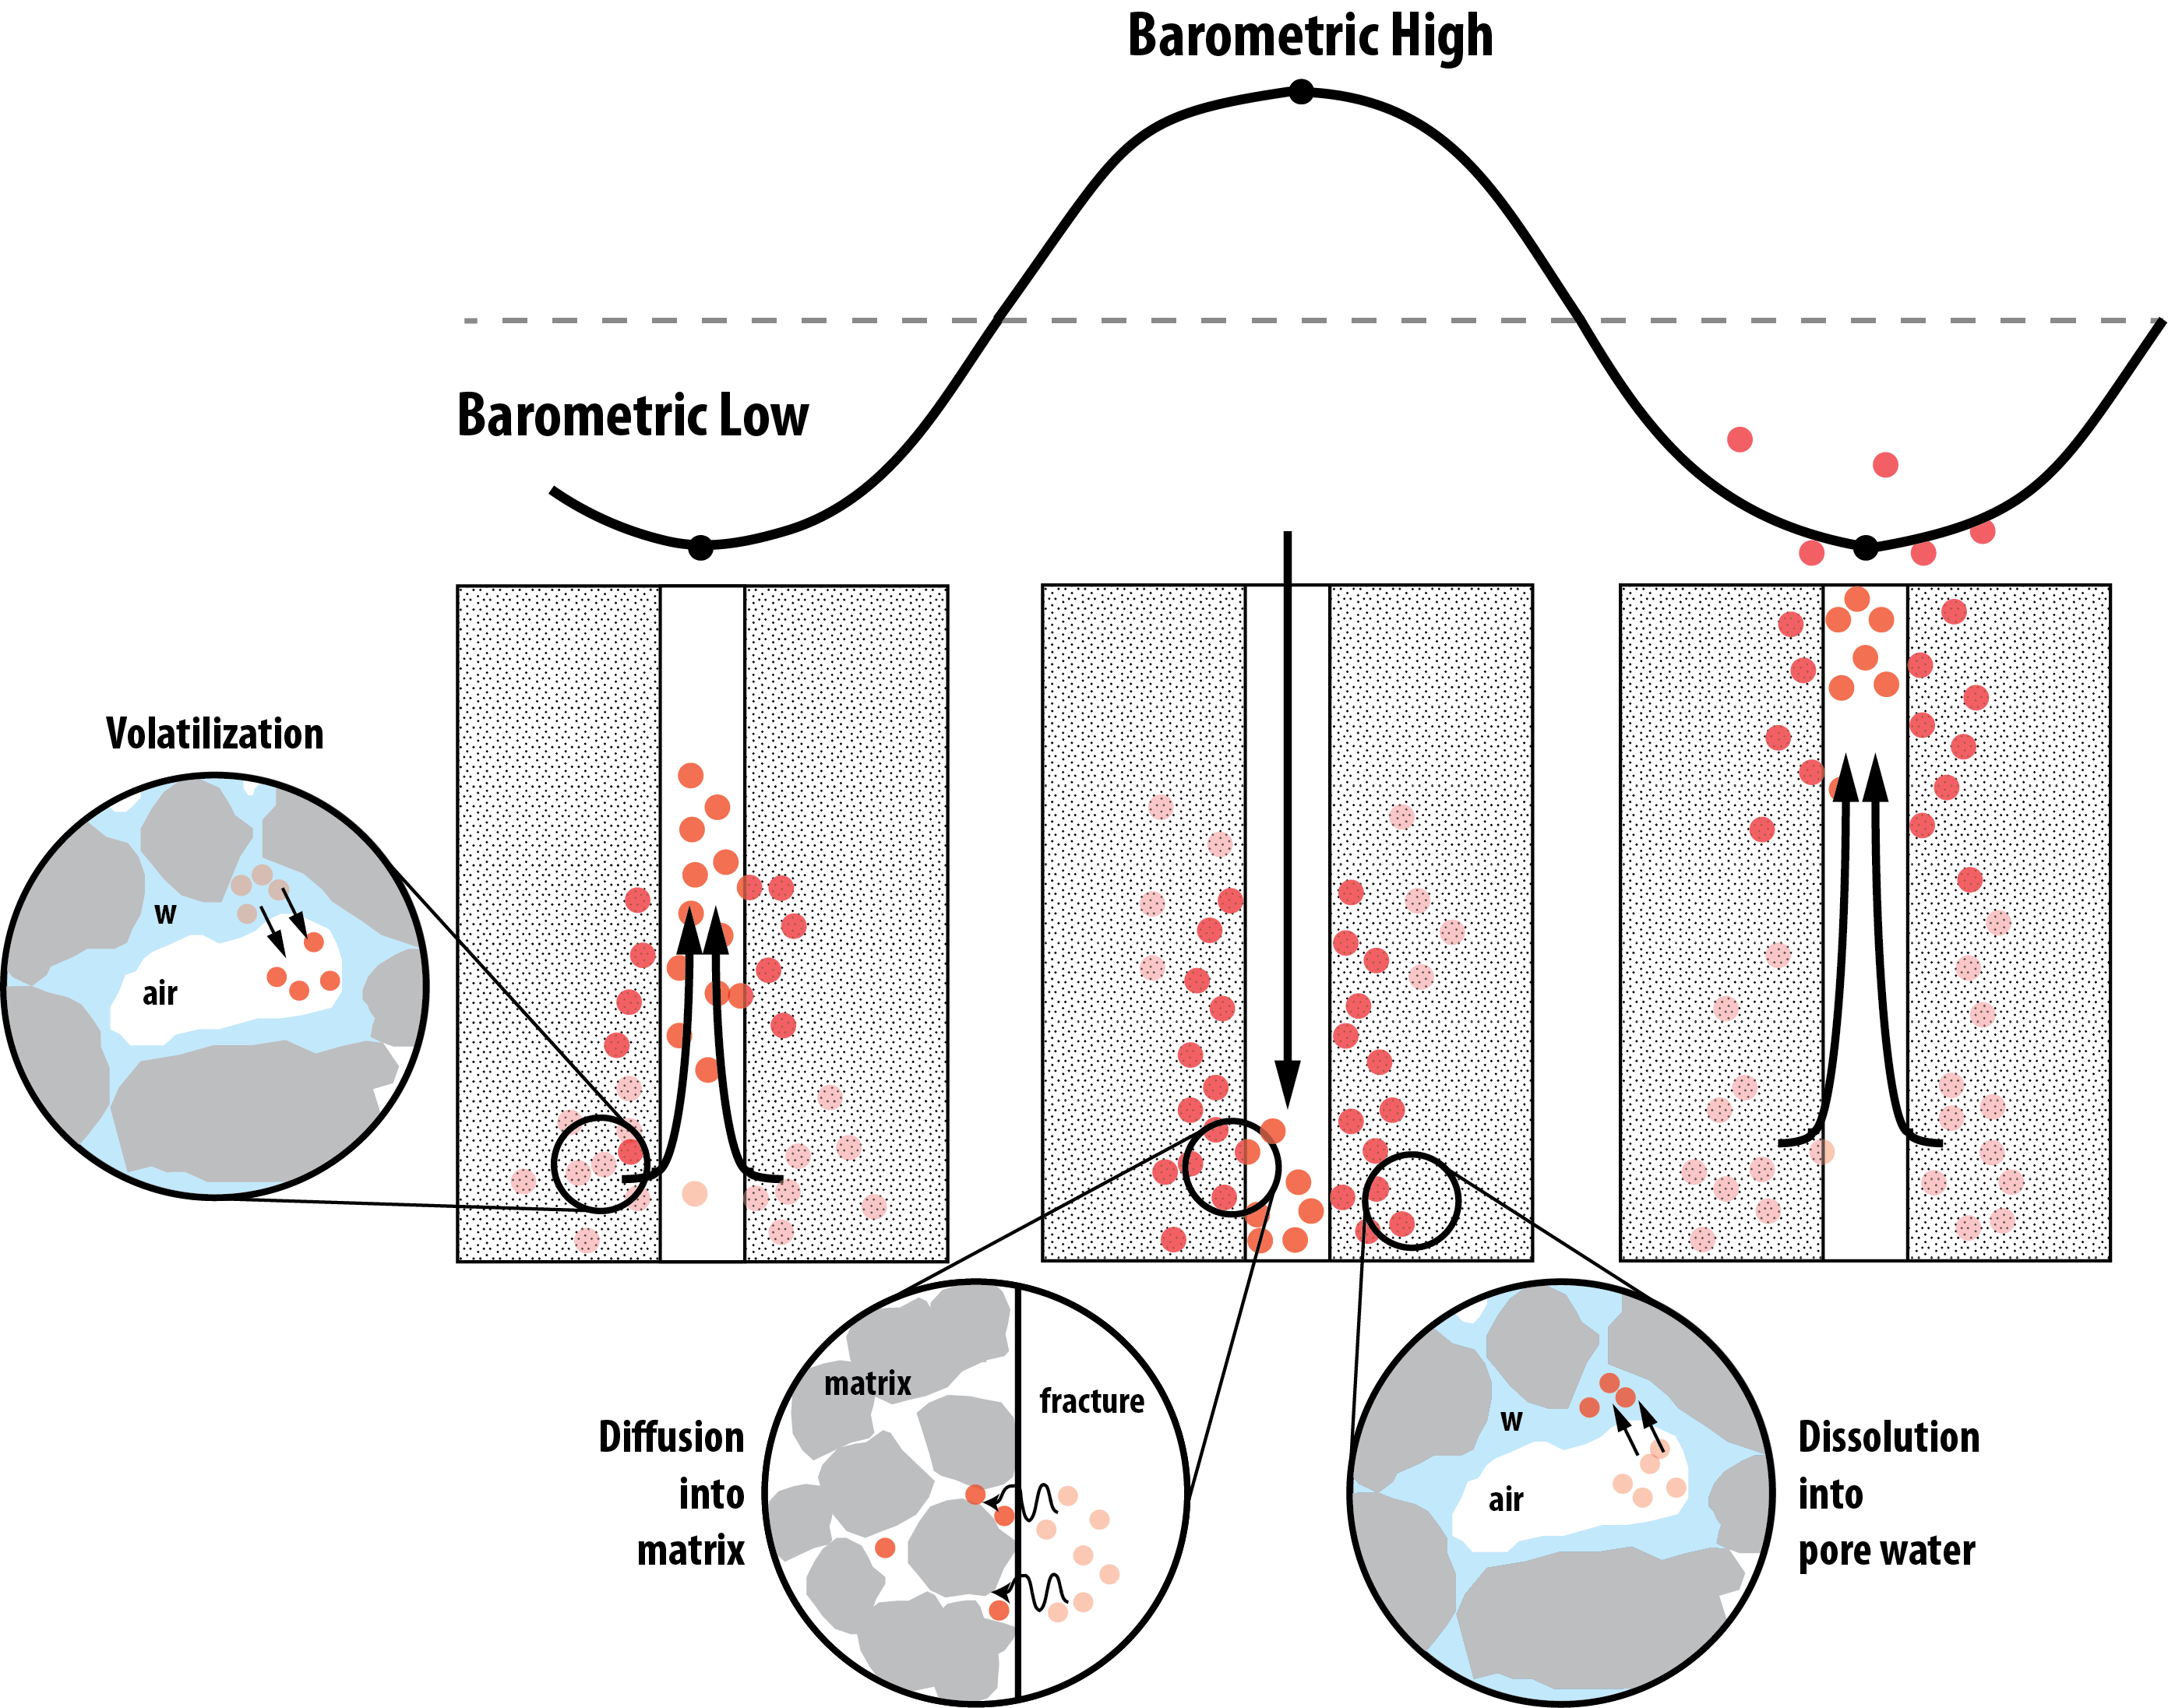 Barometric High
Barometric Low
Volatilization
w
air
matrix
fracture
Diffusion
into
matrix
w
air
Dissolution
into
pore water